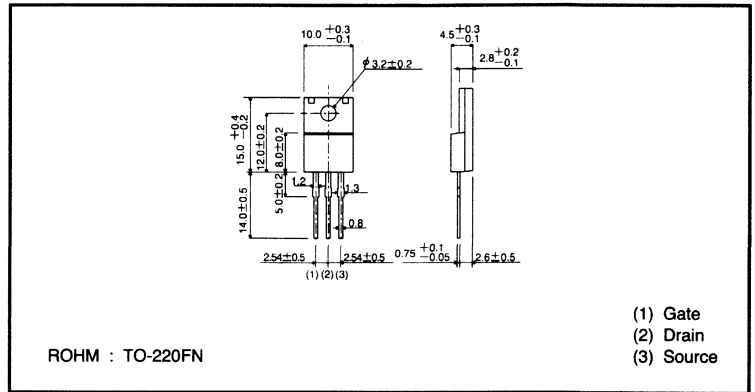 10.0 +0.3 −0.1
4.5 +0.3 −0.1
2.8 +0.2 −0.1
φ3.2±0.2
15.0 +0.4 −0.2
12.0±0.2
8.0±0.2
5.0±0.2
14.0±0.5
1.2
1.3
0.8
2.54±0.5
2.54±0.5
0.75 +0.1 −0.05
2.6±0.5
(1) (2) (3)
(1) Gate
(2) Drain
(3) Source
ROHM : TO-220FN